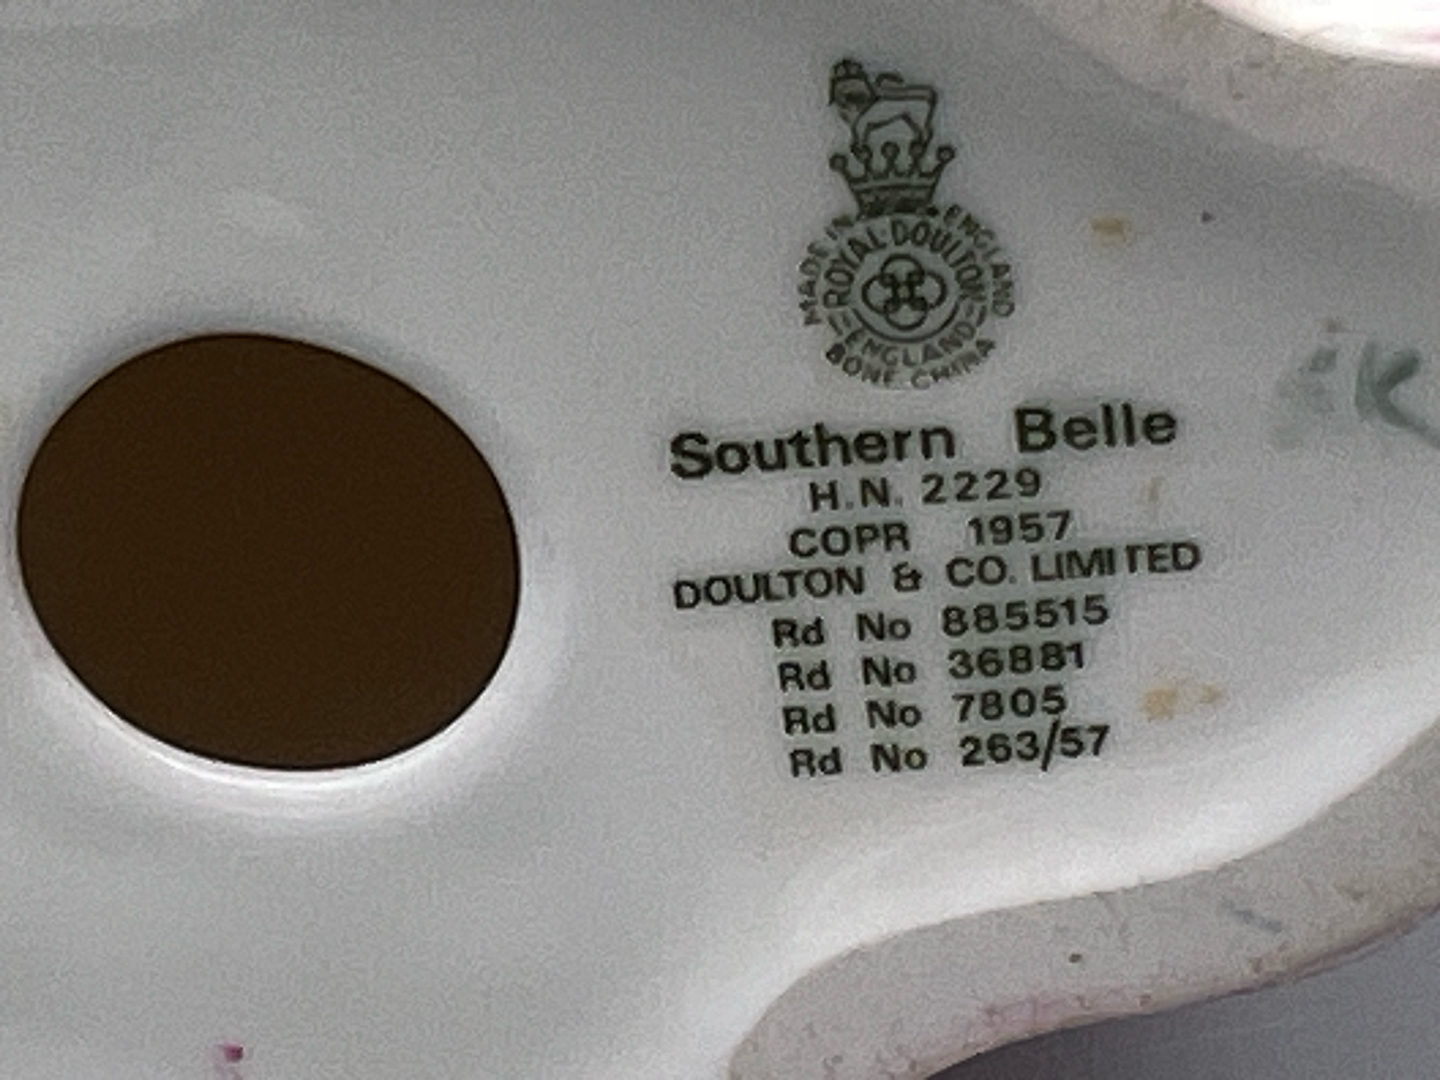 MADE IN ENGLAND
ROYAL DOULTON
ENGLAND
BONE CHINA
Southern Belle
H.N. 2229
COPR 1957
DOULTON & CO. LIMITED
Rd No 885515
Rd No 36881
Rd No 7805
Rd No 263/57